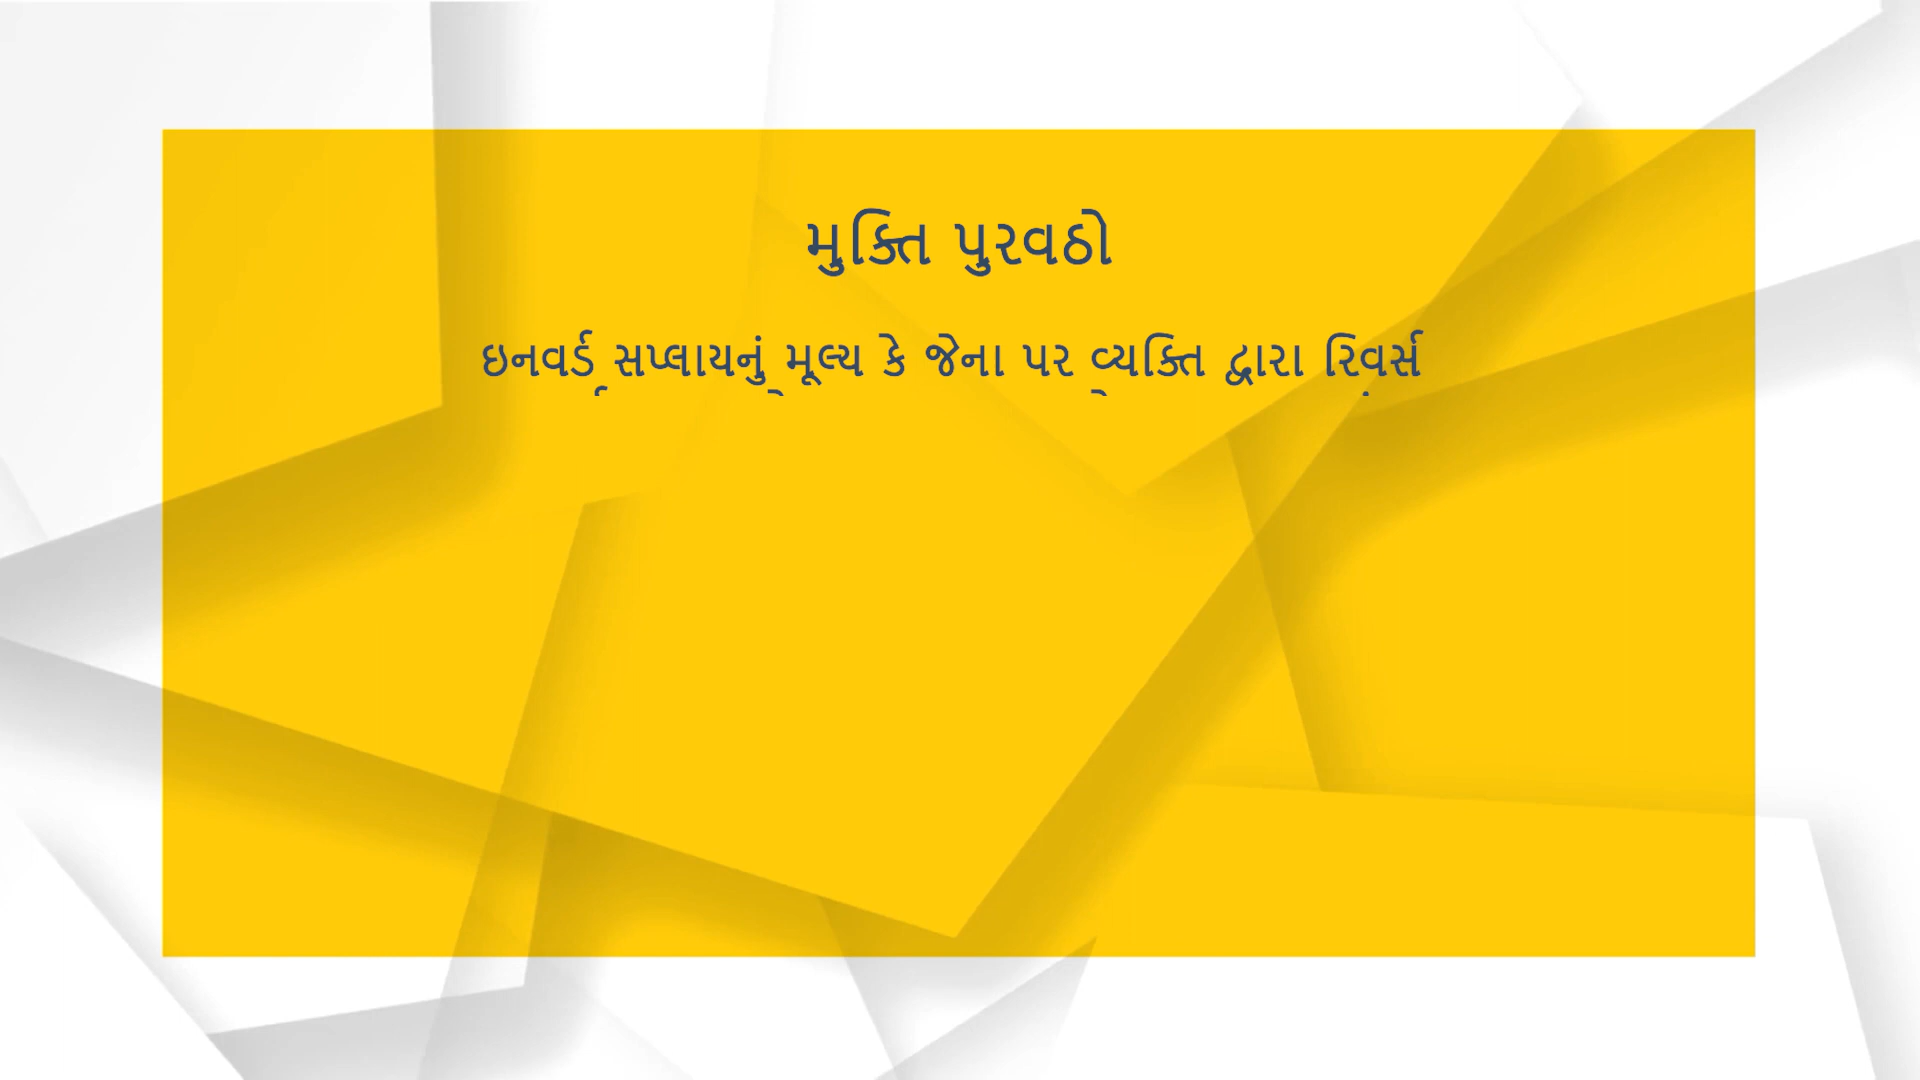 મુક્તિ પુરવઠો
ઇનવર્ડ સપ્લાયનું મૂલ્ય કે જેના પર વ્યક્તિ દ્વારા રિવર્સ